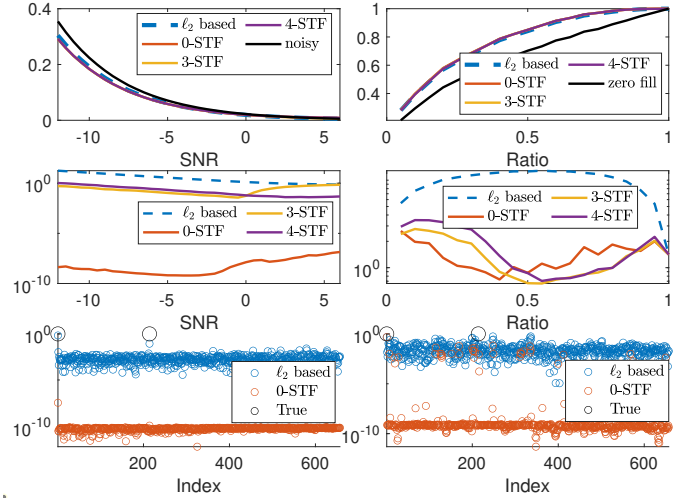 0.4
0.2
0
ℓ2 based
0-STF
3-STF
4-STF
noisy
-10
-5
0
5
SNR
1
0.8
0.6
0.4
ℓ2 based
0-STF
3-STF
4-STF
zero fill
0
0.5
1
Ratio
10^0
10^-10
ℓ2 based
0-STF
3-STF
4-STF
-10
-5
0
5
SNR
10^0
ℓ2 based
0-STF
3-STF
4-STF
0
0.5
1
Ratio
10^0
10^-10
ℓ2 based
0-STF
True
200
400
600
Index
10^0
10^-10
ℓ2 based
0-STF
True
200
400
600
Index